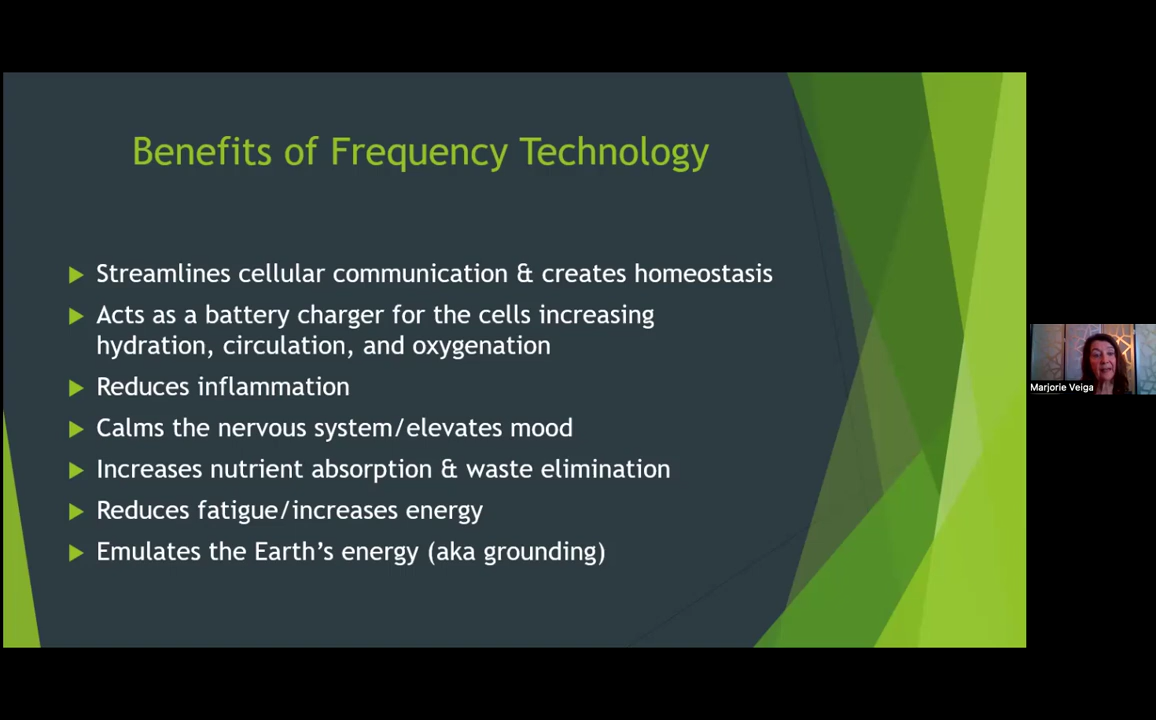 Benefits of Frequency Technology
Streamlines cellular communication & creates homeostasis
Acts as a battery charger for the cells increasing
hydration, circulation, and oxygenation
Reduces inflammation
Calms the nervous system/elevates mood
Increases nutrient absorption & waste elimination
Reduces fatigue/increases energy
Emulates the Earth’s energy (aka grounding)
Marjorie Veiga